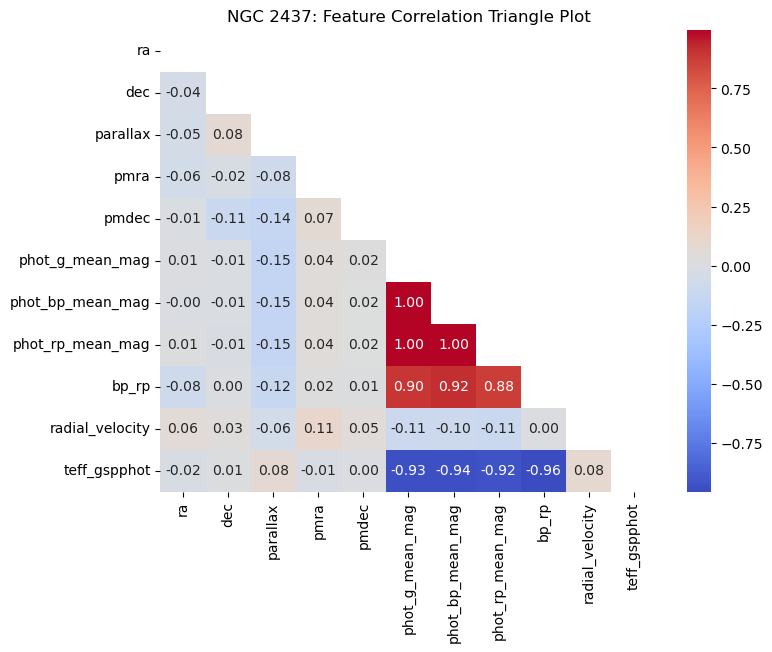 NGC 2437: Feature Correlation Triangle Plot
ra
dec -0.04
parallax -0.05 0.08
pmra -0.06 -0.02 -0.08
pmdec -0.01 -0.11 -0.14 0.07
phot_g_mean_mag 0.01 -0.01 -0.15 0.04 0.02
phot_bp_mean_mag -0.00 -0.01 -0.15 0.04 0.02 1.00
phot_rp_mean_mag 0.01 -0.01 -0.15 0.04 0.02 1.00 1.00
bp_rp -0.08 0.00 -0.12 0.02 0.01 0.90 0.92 0.88
radial_velocity 0.06 0.03 -0.06 0.11 0.05 -0.11 -0.10 -0.11 0.00
teff_gspphot -0.02 0.01 0.08 -0.01 0.00 -0.93 -0.94 -0.92 -0.96 0.08
ra
dec
parallax
pmra
pmdec
phot_g_mean_mag
phot_bp_mean_mag
phot_rp_mean_mag
bp_rp
radial_velocity
teff_gspphot
0.75
0.50
0.25
0.00
−0.25
−0.50
−0.75